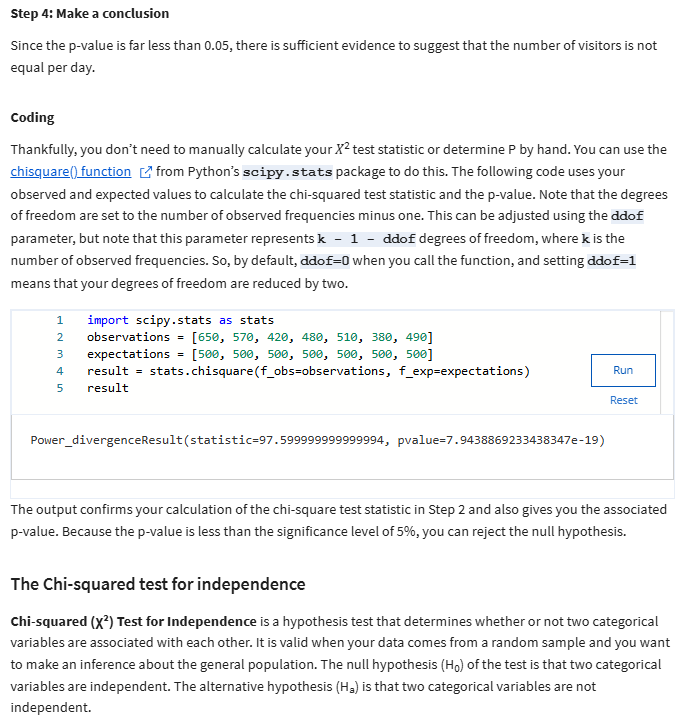 Step 4: Make a conclusion
Since the p-value is far less than 0.05, there is sufficient evidence to suggest that the number of visitors is not
equal per day.
Coding
Thankfully, you don't need to manually calculate your X² test statistic or determine P by hand. You can use the
chisquare() function from Python's scipy.stats package to do this. The following code uses your
observed and expected values to calculate the chi-squared test statistic and the p-value. Note that the degrees
of freedom are set to the number of observed frequencies minus one. This can be adjusted using the ddof
parameter, but note that this parameter represents k - 1 - ddof degrees of freedom, where k is the
number of observed frequencies. So, by default, ddof=0 when you call the function, and setting ddof=1
means that your degrees of freedom are reduced by two.
1 import scipy.stats as stats
2 observations = [650, 570, 420, 480, 510, 380, 490]
3 expectations = [500, 500, 500, 500, 500, 500, 500]
4 result = stats.chisquare(f_obs=observations, f_exp=expectations)
5 result
Run
Reset
Power_divergenceResult(statistic=97.599999999999994, pvalue=7.9438869233438347e-19)
The output confirms your calculation of the chi-square test statistic in Step 2 and also gives you the associated
p-value. Because the p-value is less than the significance level of 5%, you can reject the null hypothesis.
The Chi-squared test for independence
Chi-squared (χ²) Test for Independence is a hypothesis test that determines whether or not two categorical
variables are associated with each other. It is valid when your data comes from a random sample and you want
to make an inference about the general population. The null hypothesis (H₀) of the test is that two categorical
variables are independent. The alternative hypothesis (Hₐ) is that two categorical variables are not
independent.